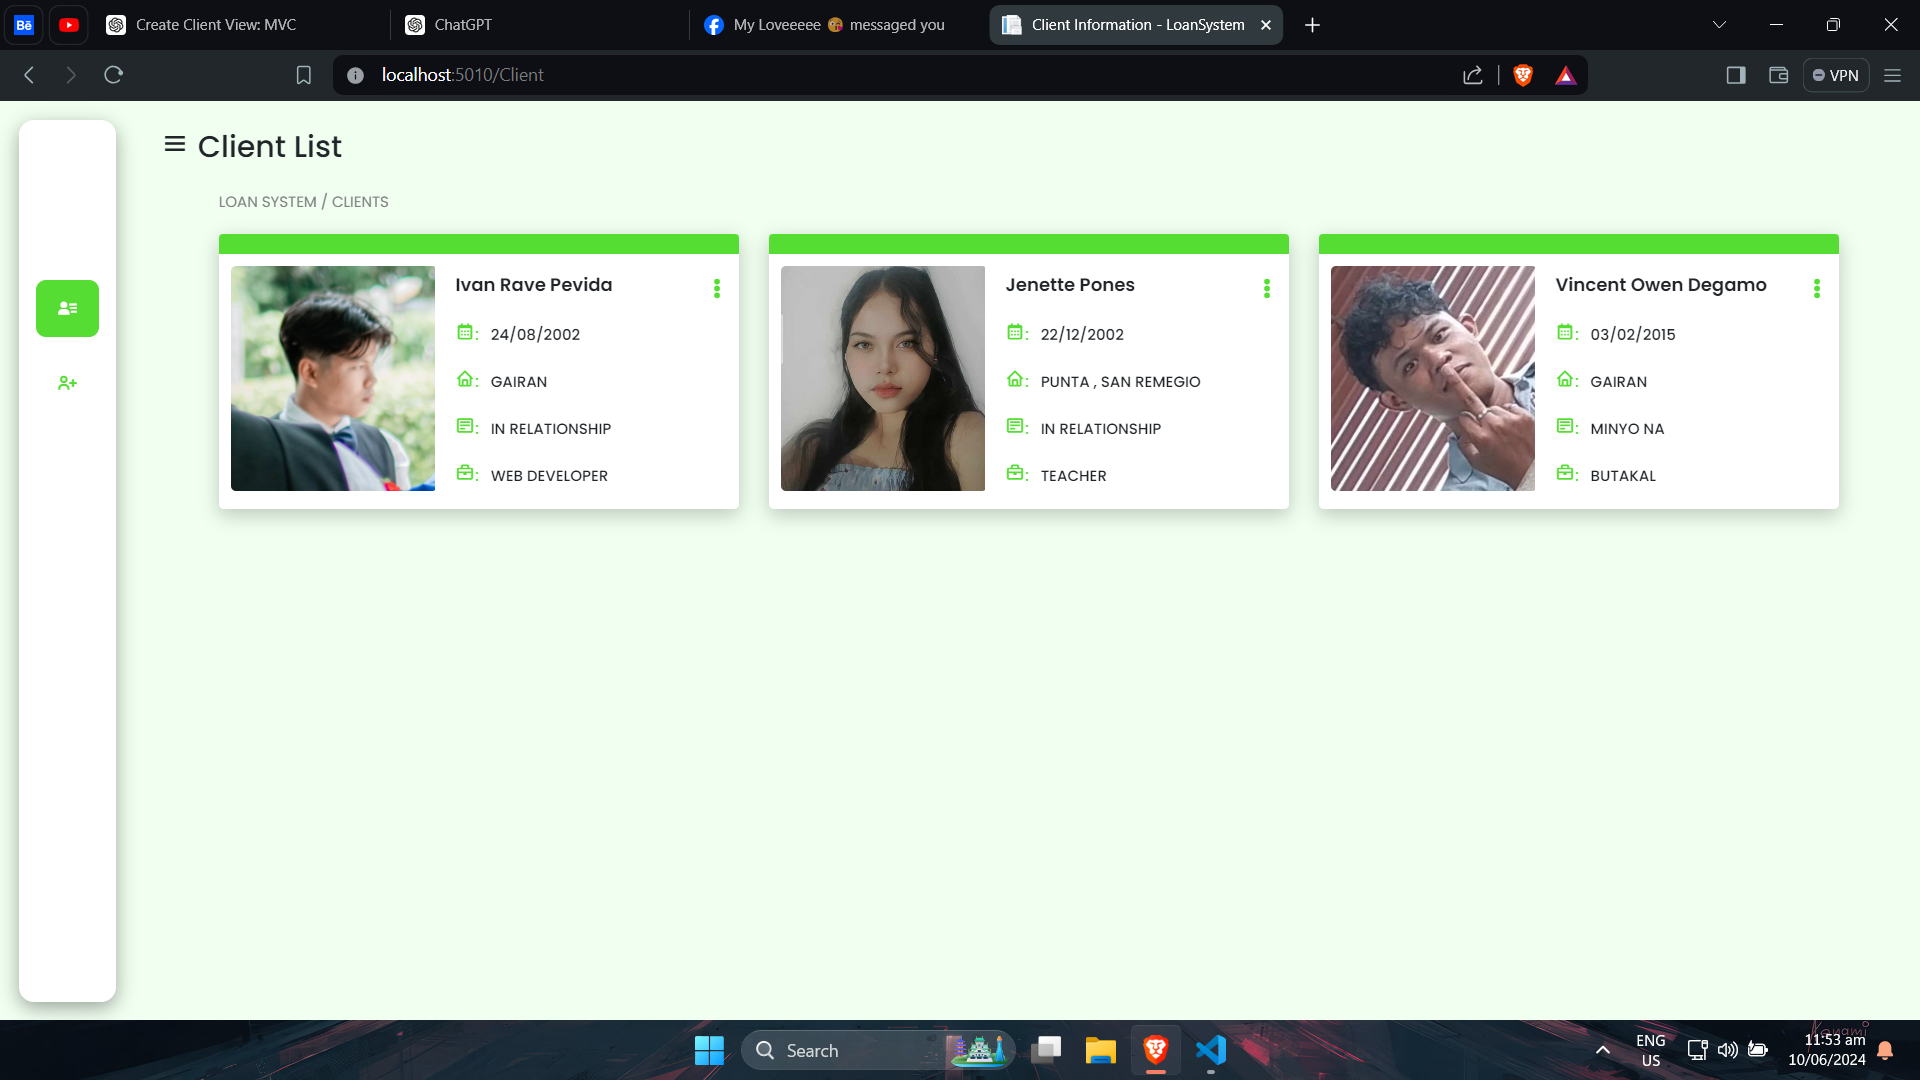 Bē
Create Client View: MVC
ChatGPT
My Loveeeee 😘 messaged you
Client Information - LoanSystem
localhost:5010/Client
VPN
Client List
LOAN SYSTEM / CLIENTS
Ivan Rave Pevida
: 24/08/2002
: GAIRAN
: IN RELATIONSHIP
: WEB DEVELOPER
Jenette Pones
: 22/12/2002
: PUNTA , SAN REMEGIO
: IN RELATIONSHIP
: TEACHER
Vincent Owen Degamo
: 03/02/2015
: GAIRAN
: MINYO NA
: BUTAKAL
Search
ENG
US
Konami
11:53 am
10/06/2024